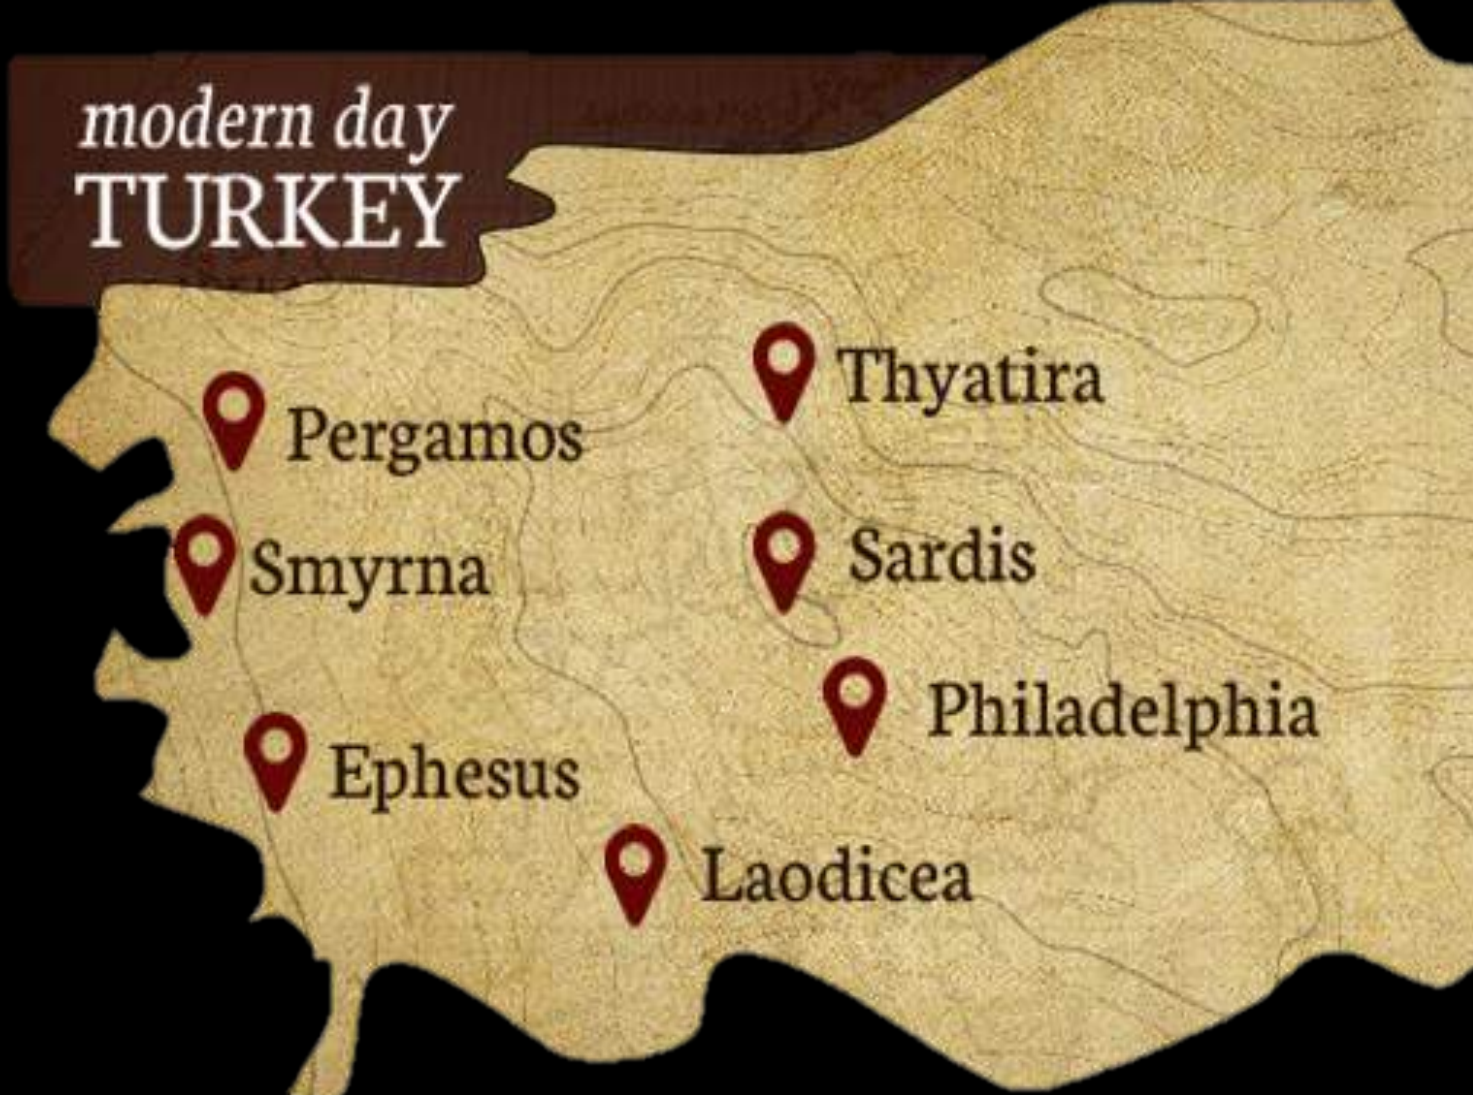 modern day
TURKEY
Thyatira
Pergamos
Sardis
Smyrna
Philadelphia
Ephesus
Laodicea